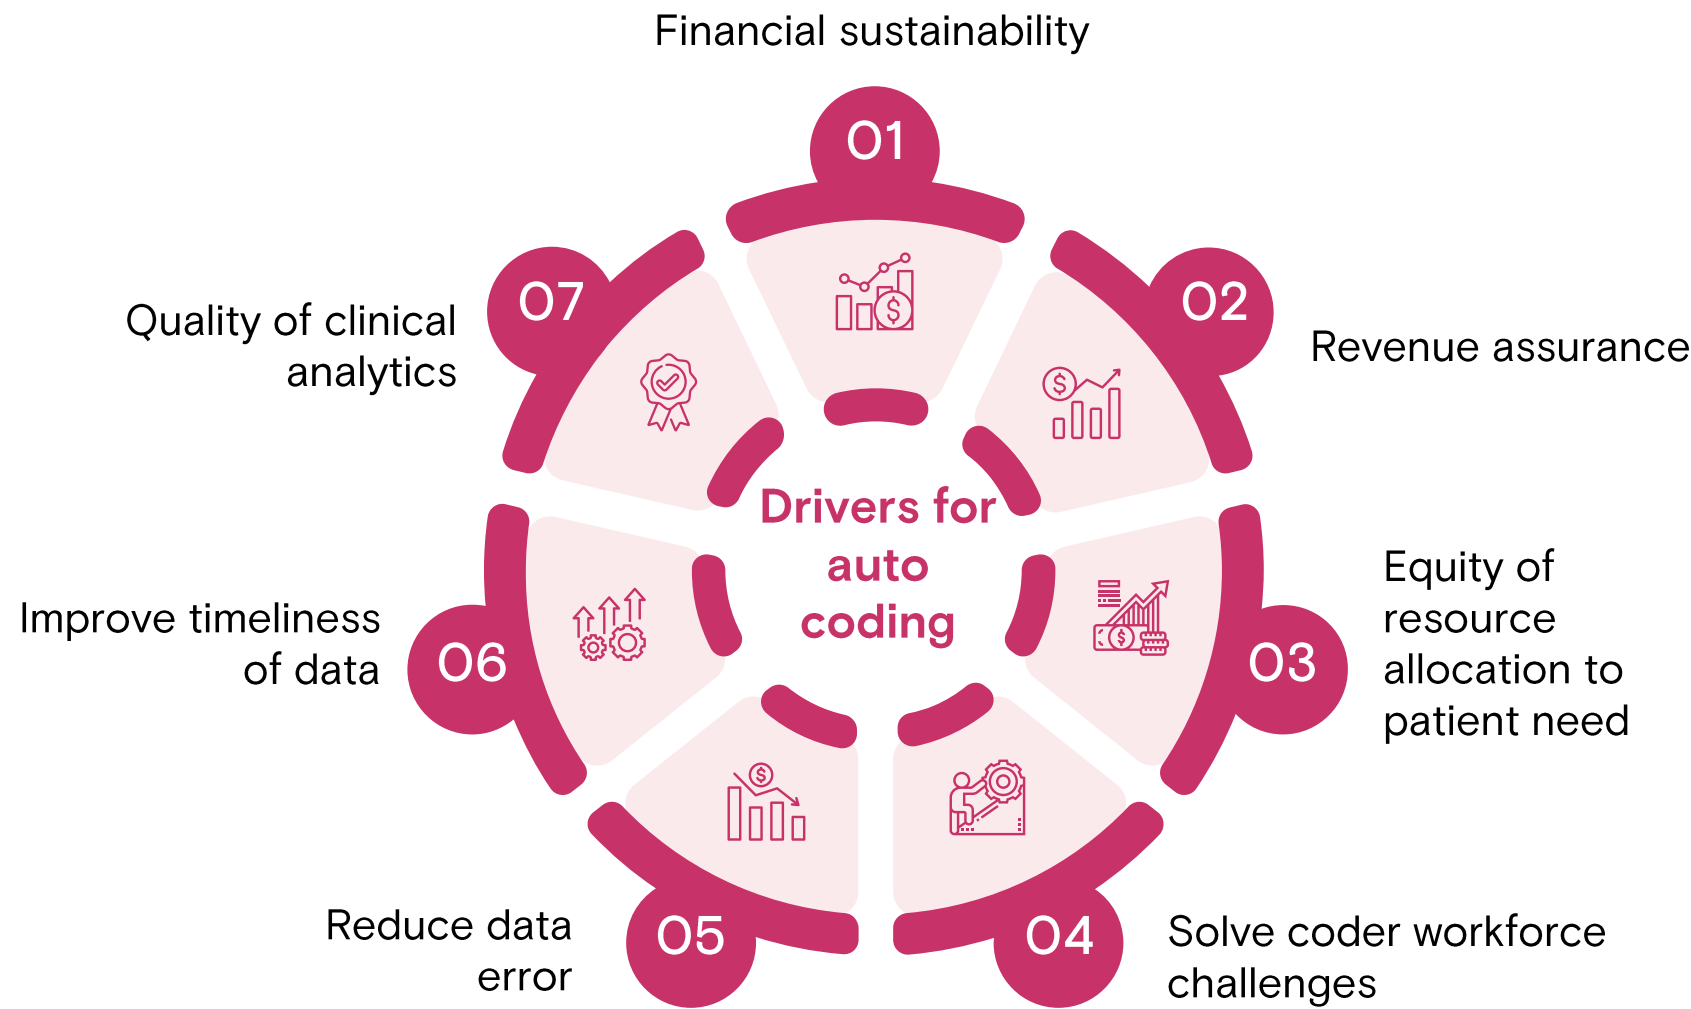 Financial sustainability
01
02
Revenue assurance
03
Equity of
resource
allocation to
patient need
04
Solve coder workforce
challenges
05
Reduce data
error
06
Improve timeliness
of data
07
Quality of clinical
analytics
Drivers for
auto
coding